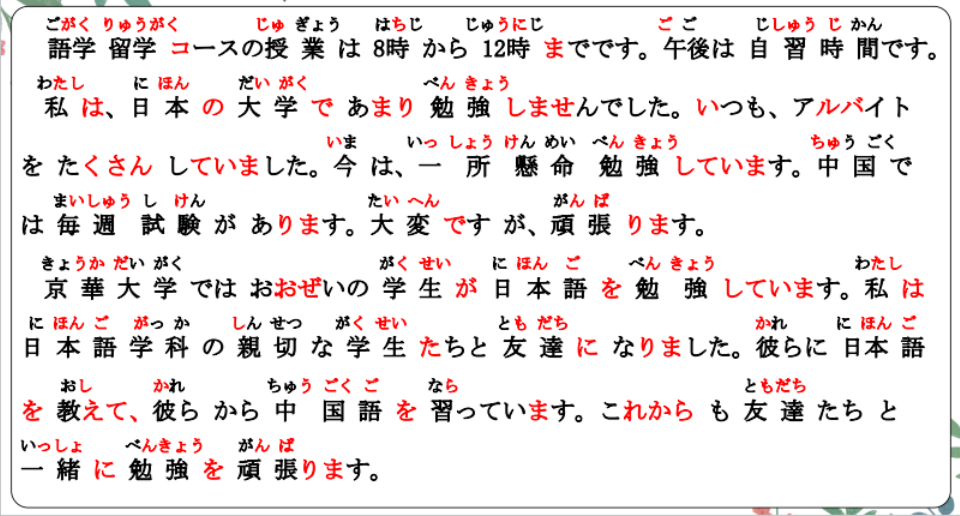 ごがく りゅうがく じゅ ぎょう はちじ じゅうにじ ご ご じしゅう じ かん
語学 留学 コースの授 業 は 8時 から 12時 までです。午後は 自 習 時 間です。
わたし に ほん だい がく べん きょう
私 は、日 本 の 大 学 で あまり 勉 強 しませんでした。いつも、アルバイト
いま いっ しょう けん めい べん きょう ちゅう ごく
を たくさん していました。今 は、一 所 懸 命 勉 強 しています。中 国 で
まいしゅう し けん たい へん がん ば
は 毎 週 試 験 が あります。大 変 です が、頑 張 ります。
きょうか だい がく がく せい に ほん ご べん きょう わたし
京 華 大 学 では おおぜいの 学 生 が 日 本 語 を 勉 強 しています。私 は
に ほん ご がっ か しん せつ がく せい とも だち かれ に ほん ご
日 本 語 学 科 の 親 切 な 学 生 たちと 友 達 に なりました。彼らに 日本 語
おし かれ ちゅう ごく ご なら ともだち
を 教えて、彼ら から 中 国 語 を 習っています。これから も 友 達 たち と
いっしょ べんきょう がん ば
一 緒 に 勉 強 を 頑 張ります。